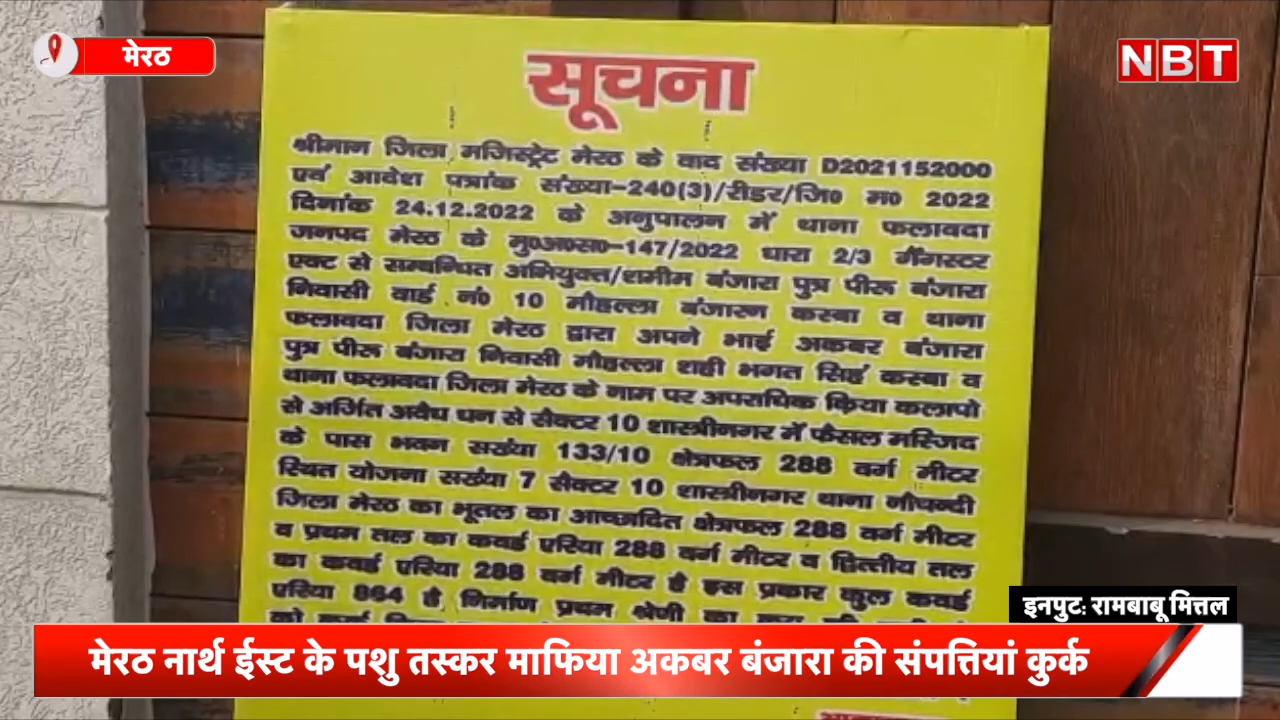 मेरठ
NBT
सूचना
श्रीमान जिला मजिस्ट्रेट मेरठ के वाद संख्या D2021152000
एवं आदेश पत्रांक संख्या-240(3)/रीडर/जि० म० 2022
दिनांक 24.12.2022 के अनुपालन में थाना फलावदा
जनपद मेरठ के मु०अ०स०-147/2022 धारा 2/3 गैंगस्टर
एक्ट से सम्बन्धित अभियुक्त/शमीम बंजारा पुत्र पीरू बंजारा
निवासी वार्ड नं० 10 मौहल्ला बंजारन कस्बा व थाना
फलावदा जिला मेरठ द्वारा अपने भाई अकबर बंजारा
पुत्र पीरू बंजारा निवासी मौहल्ला शही भगत सिंह कस्बा व
थाना फलावदा जिला मेरठ के नाम पर अपराधिक क्रिया कलापो
से अर्जित अवैध धन से सैक्टर 10 शास्त्रीनगर में फैसल मस्जिद
के पास भवन सख्ंया 133/10 क्षेत्रफल 288 वर्ग मीटर
स्थित योजना सख्ंया 7 सैक्टर 10 शास्त्रीनगर थाना नौचन्दी
जिला मेरठ का भूतल का आच्छादित क्षेत्रफल 288 वर्ग मीटर
व प्रथम तल का कवर्ड एरिया 288 वर्ग मीटर व द्वित्तीय तल
का कवर्ड एरिया 288 वर्ग मीटर है इस प्रकार कुल कवर्ड
एरिया 864 है, निर्माण प्रथम श्रेणी का
को कुर्क
इनपुट: रामबाबू मित्तल
मेरठ नार्थ ईस्ट के पशु तस्कर माफिया अकबर बंजारा की संपत्तियां कुर्क